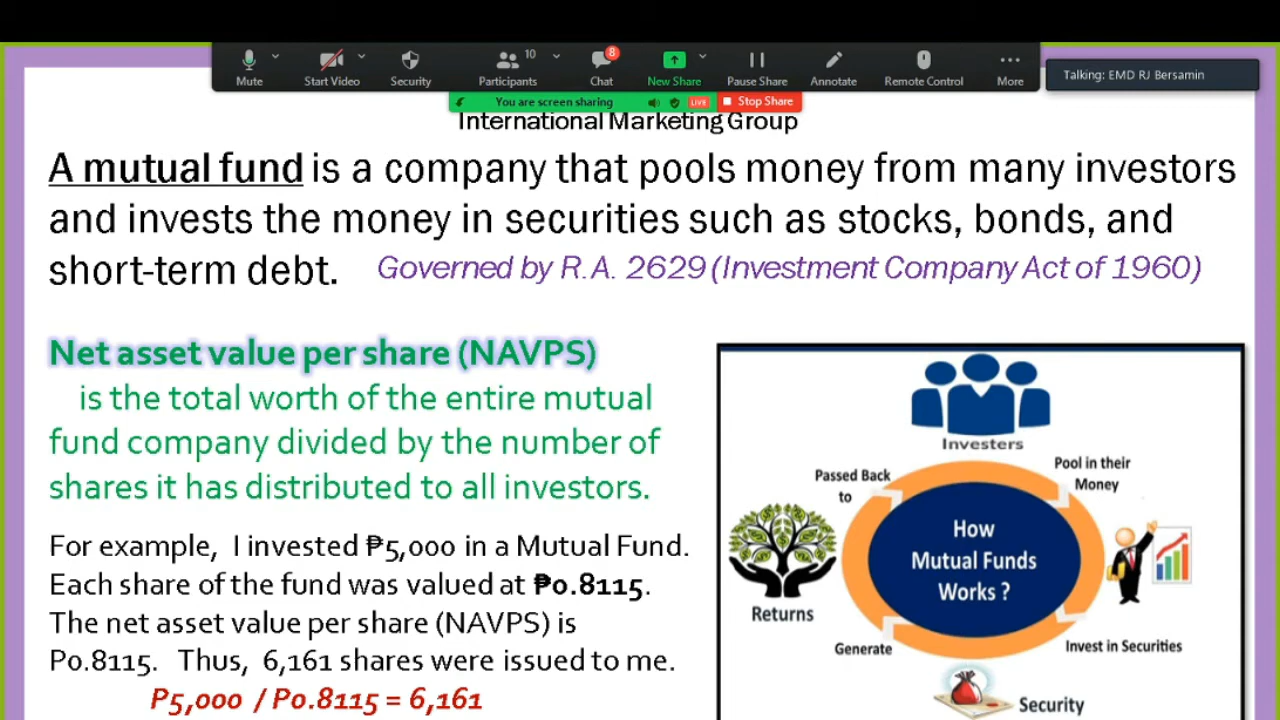 10
8
Mute
Start Video
Security
Participants
Chat
New Share
Pause Share
Annotate
Remote Control
More
Talking: EMD RJ Bersamin
You are screen sharing
LIVE
Stop Share
International Marketing Group
A mutual fund is a company that pools money from many investors
and invests the money in securities such as stocks, bonds, and
short-term debt. Governed by R.A. 2629 (Investment Company Act of 1960)
Net asset value per share (NAVPS)
is the total worth of the entire mutual
fund company divided by the number of
shares it has distributed to all investors.
For example, I invested ₱5,000 in a Mutual Fund.
Each share of the fund was valued at ₱0.8115.
The net asset value per share (NAVPS) is
P0.8115. Thus, 6,161 shares were issued to me.
P5,000 / P0.8115 = 6,161
Investers
Pool in their
Money
Passed Back
to
How
Mutual Funds
Works ?
Returns
Generate
Invest in Securities
Security